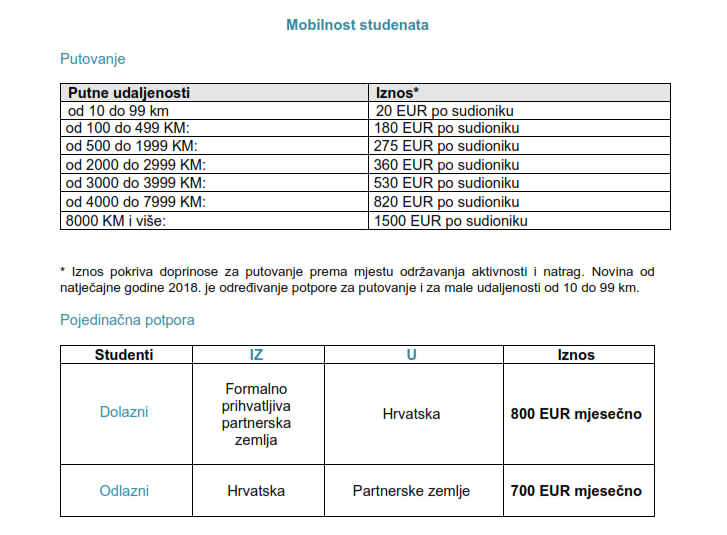 Mobilnost studenata
Putovanje
Putne udaljenosti Iznos*
od 10 do 99 km 20 EUR po sudioniku
od 100 do 499 KM: 180 EUR po sudioniku
od 500 do 1999 KM: 275 EUR po sudioniku
od 2000 do 2999 KM: 360 EUR po sudioniku
od 3000 do 3999 KM: 530 EUR po sudioniku
od 4000 do 7999 KM: 820 EUR po sudioniku
8000 KM i više: 1500 EUR po sudioniku
* Iznos pokriva doprinose za putovanje prema mjestu održavanja aktivnosti i natrag. Novina od
natječajne godine 2018. je određivanje potpore za putovanje i za male udaljenosti od 10 do 99 km.
Pojedinačna potpora
Studenti IZ U Iznos
Dolazni
Formalno
prihvatljiva
partnerska
zemlja
Hrvatska
800 EUR mjesečno
Odlazni Hrvatska Partnerske zemlje 700 EUR mjesečno